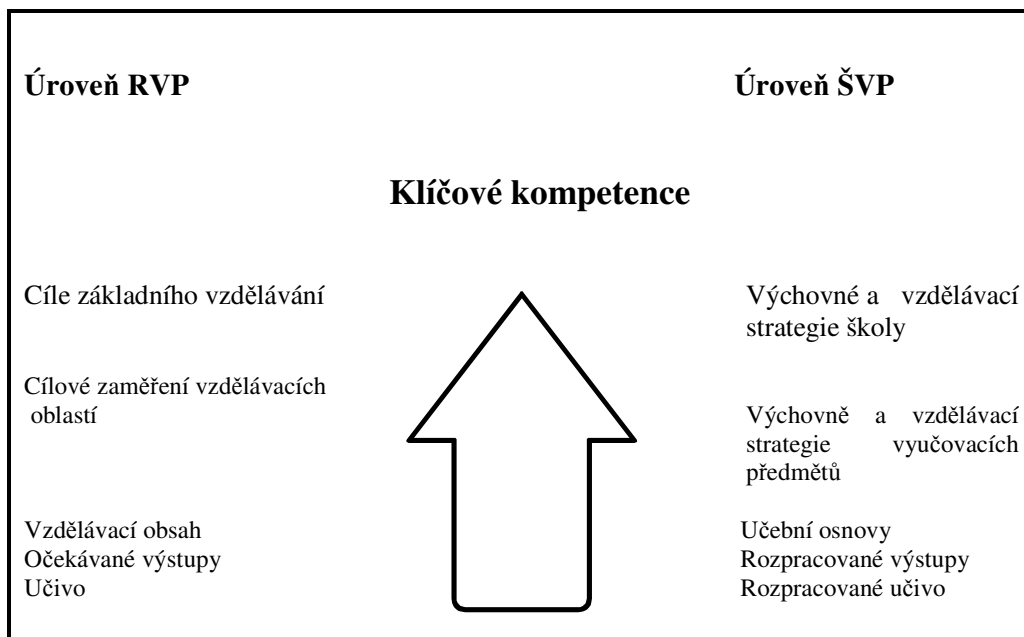 Úroveň RVP
Úroveň ŠVP
Klíčové kompetence
Cíle základního vzdělávání
Výchovné a vzdělávací
strategie školy
Cílové zaměření vzdělávacích
oblastí
Výchovně a vzdělávací
strategie vyučovacích
předmětů
Vzdělávací obsah
Očekávané výstupy
Učivo
Učební osnovy
Rozpracované výstupy
Rozpracované učivo